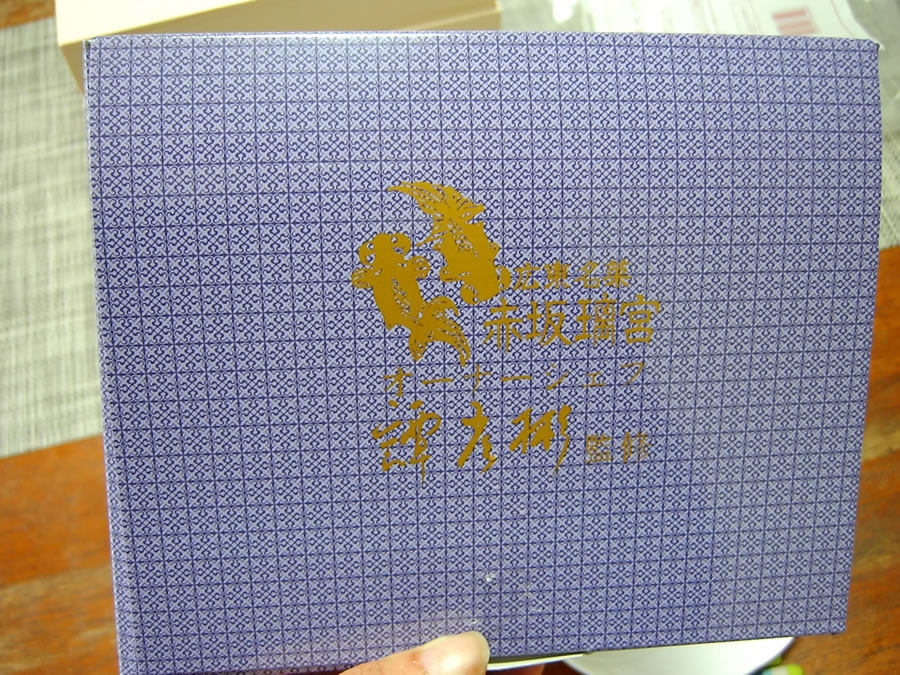 広東名菜
赤坂璃宮
オーナーシェフ
譚彦彬 監修